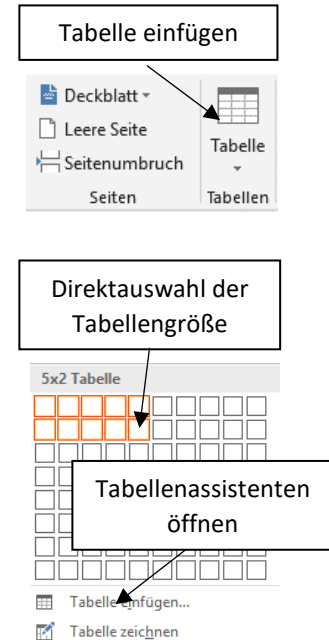 Tabelle einfügen
Deckblatt
Leere Seite
Seitenumbruch
Tabelle
Seiten
Tabellen
Direktauswahl der
Tabellengröße
5x2 Tabelle
Tabellenassistenten
öffnen
Tabelle einfügen...
Tabelle zeichnen